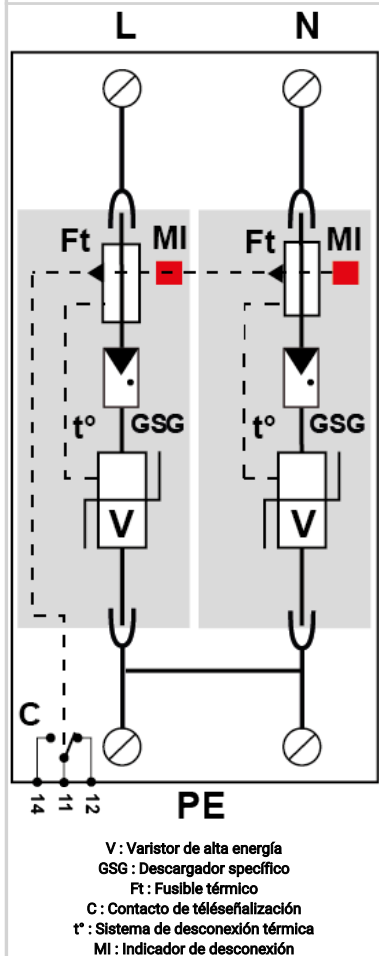 L N
Ft MI Ft MI
t° GSG t° GSG
V V
C
14 11 12
PE
V : Varistor de alta energía
GSG : Descargador specífico
Ft : Fusible térmico
C : Contacto de téléseñalización
t° : Sistema de desconexión térmica
MI : Indicador de desconexión